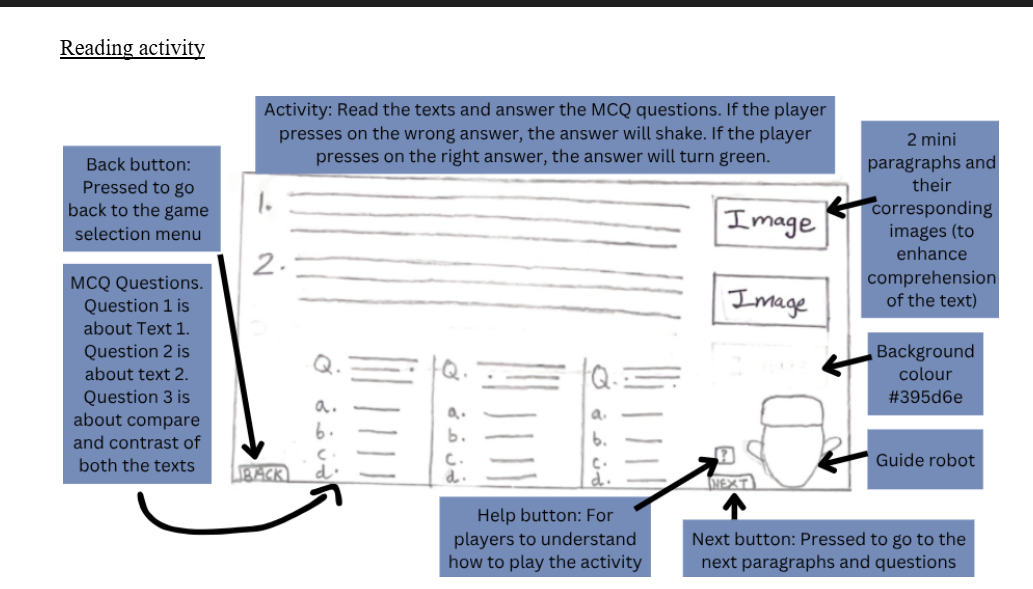 Reading activity
Activity: Read the texts and answer the MCQ questions. If the player
presses on the wrong answer, the answer will shake. If the player
presses on the right answer, the answer will turn green.
Back button:
Pressed to go
back to the game
selection menu
MCQ Questions.
Question 1 is
about Text 1.
Question 2 is
about text 2.
Question 3 is
about compare
and contrast of
both the texts
1.
2.
Image
Image
2 mini
paragraphs and
their
corresponding
images (to
enhance
comprehension
of the text)
Background
colour
#395d6e
Guide robot
Q.
a.
b.
c.
d.
Q.
a.
b.
c.
d.
Q.
a.
b.
c.
d.
BACK
?
NEXT
Help button: For
players to understand
how to play the activity
Next button: Pressed to go to the
next paragraphs and questions